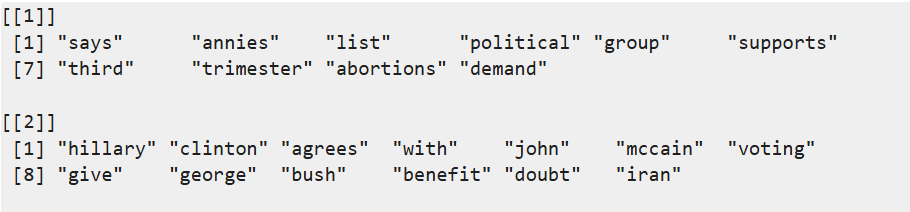 [[1]]
[1] "says" "annies" "list" "political" "group" "supports"
[7] "third" "trimester" "abortions" "demand"
[[2]]
[1] "hillary" "clinton" "agrees" "with" "john" "mccain" "voting"
[8] "give" "george" "bush" "benefit" "doubt" "iran"